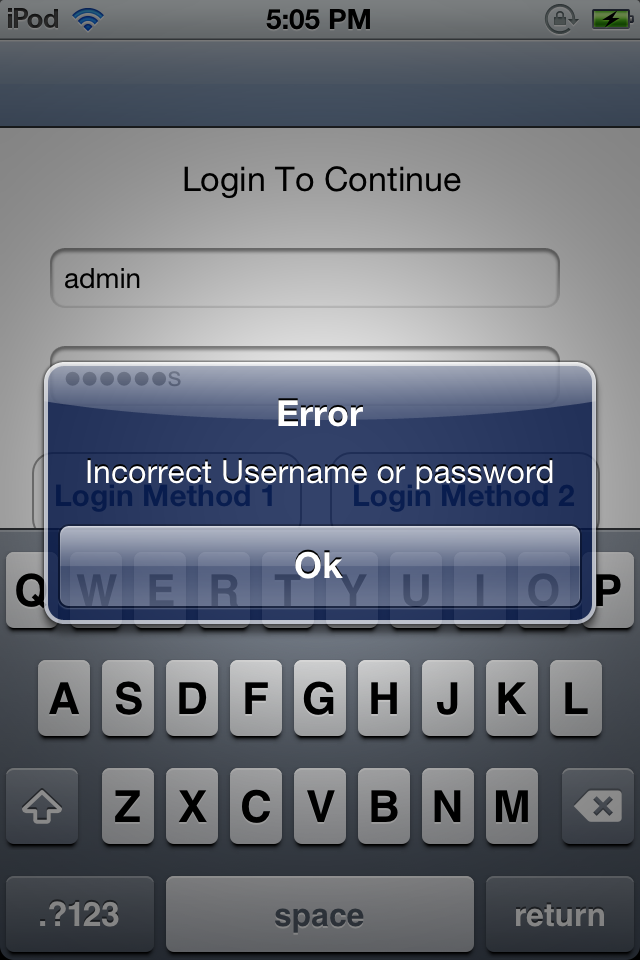 iPod 5:05 PM
Login To Continue
admin
●●●●●●s
Error
Incorrect Username or password
Login Method 1 Login Method 2
Ok
Q W E R T Y U I O P
A S D F G H J K L
Z X C V B N M
.?123 space return